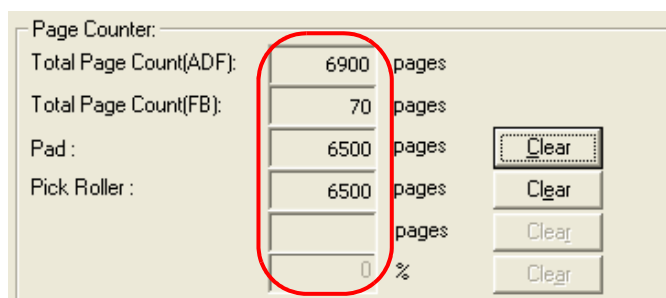 Page Counter:
Total Page Count(ADF): 6900 pages
Total Page Count(FB): 70 pages
Pad : 6500 pages Clear
Pick Roller : 6500 pages Clear
pages Clear
0 % Clear